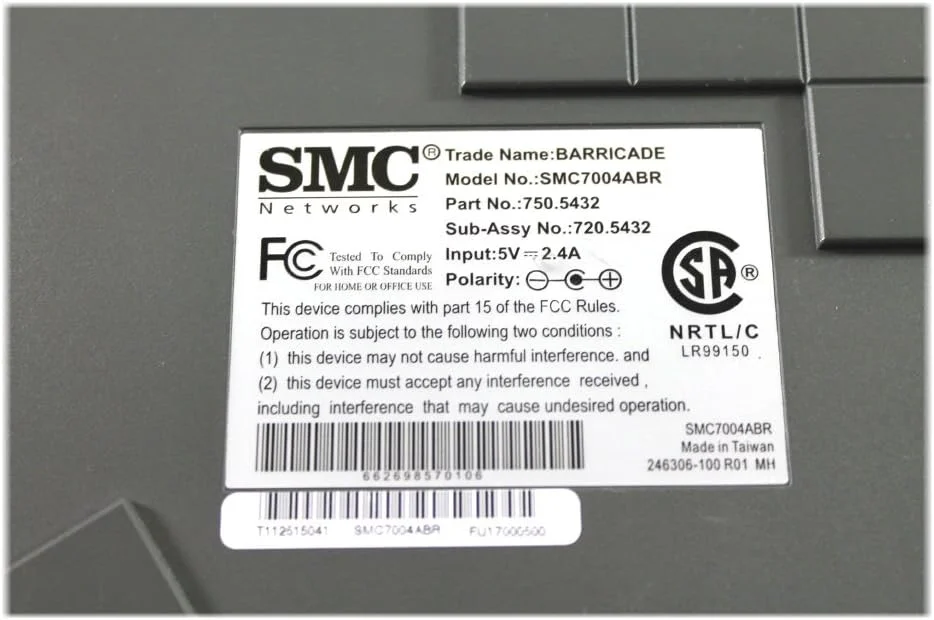 SMC®
Networks
Trade Name:BARRICADE
Model No.:SMC7004ABR
Part No.:750.5432
Sub-Assy No.:720.5432
Input:5V ⎓ 2.4A
Polarity:
FC Tested To Comply
With FCC Standards
FOR HOME OR OFFICE USE
SA®
NRTL/C
LR99150 .
This device complies with part 15 of the FCC Rules.
Operation is subject to the following two conditions :
(1) this device may not cause harmful interference. and
(2) this device must accept any interference received ,
including interference that may cause undesired operation.
662698570106
SMC7004ABR
Made in Taiwan
246306-100 R01 MH
T112615041 SMC7004ABR FU17000500